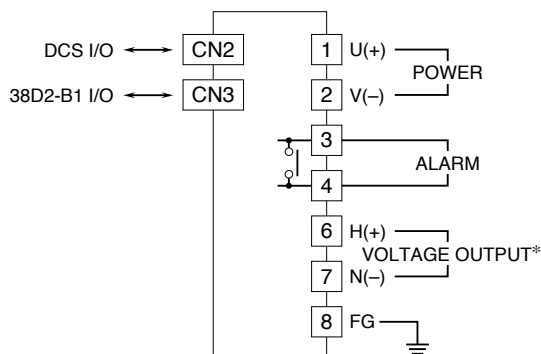 DCS I/O CN2 1 U(+)
POWER
38D2-B1 I/O CN3 2 V(–)
3
ALARM
4
6 H(+)
VOLTAGE OUTPUT*
7 N(–)
8 FG